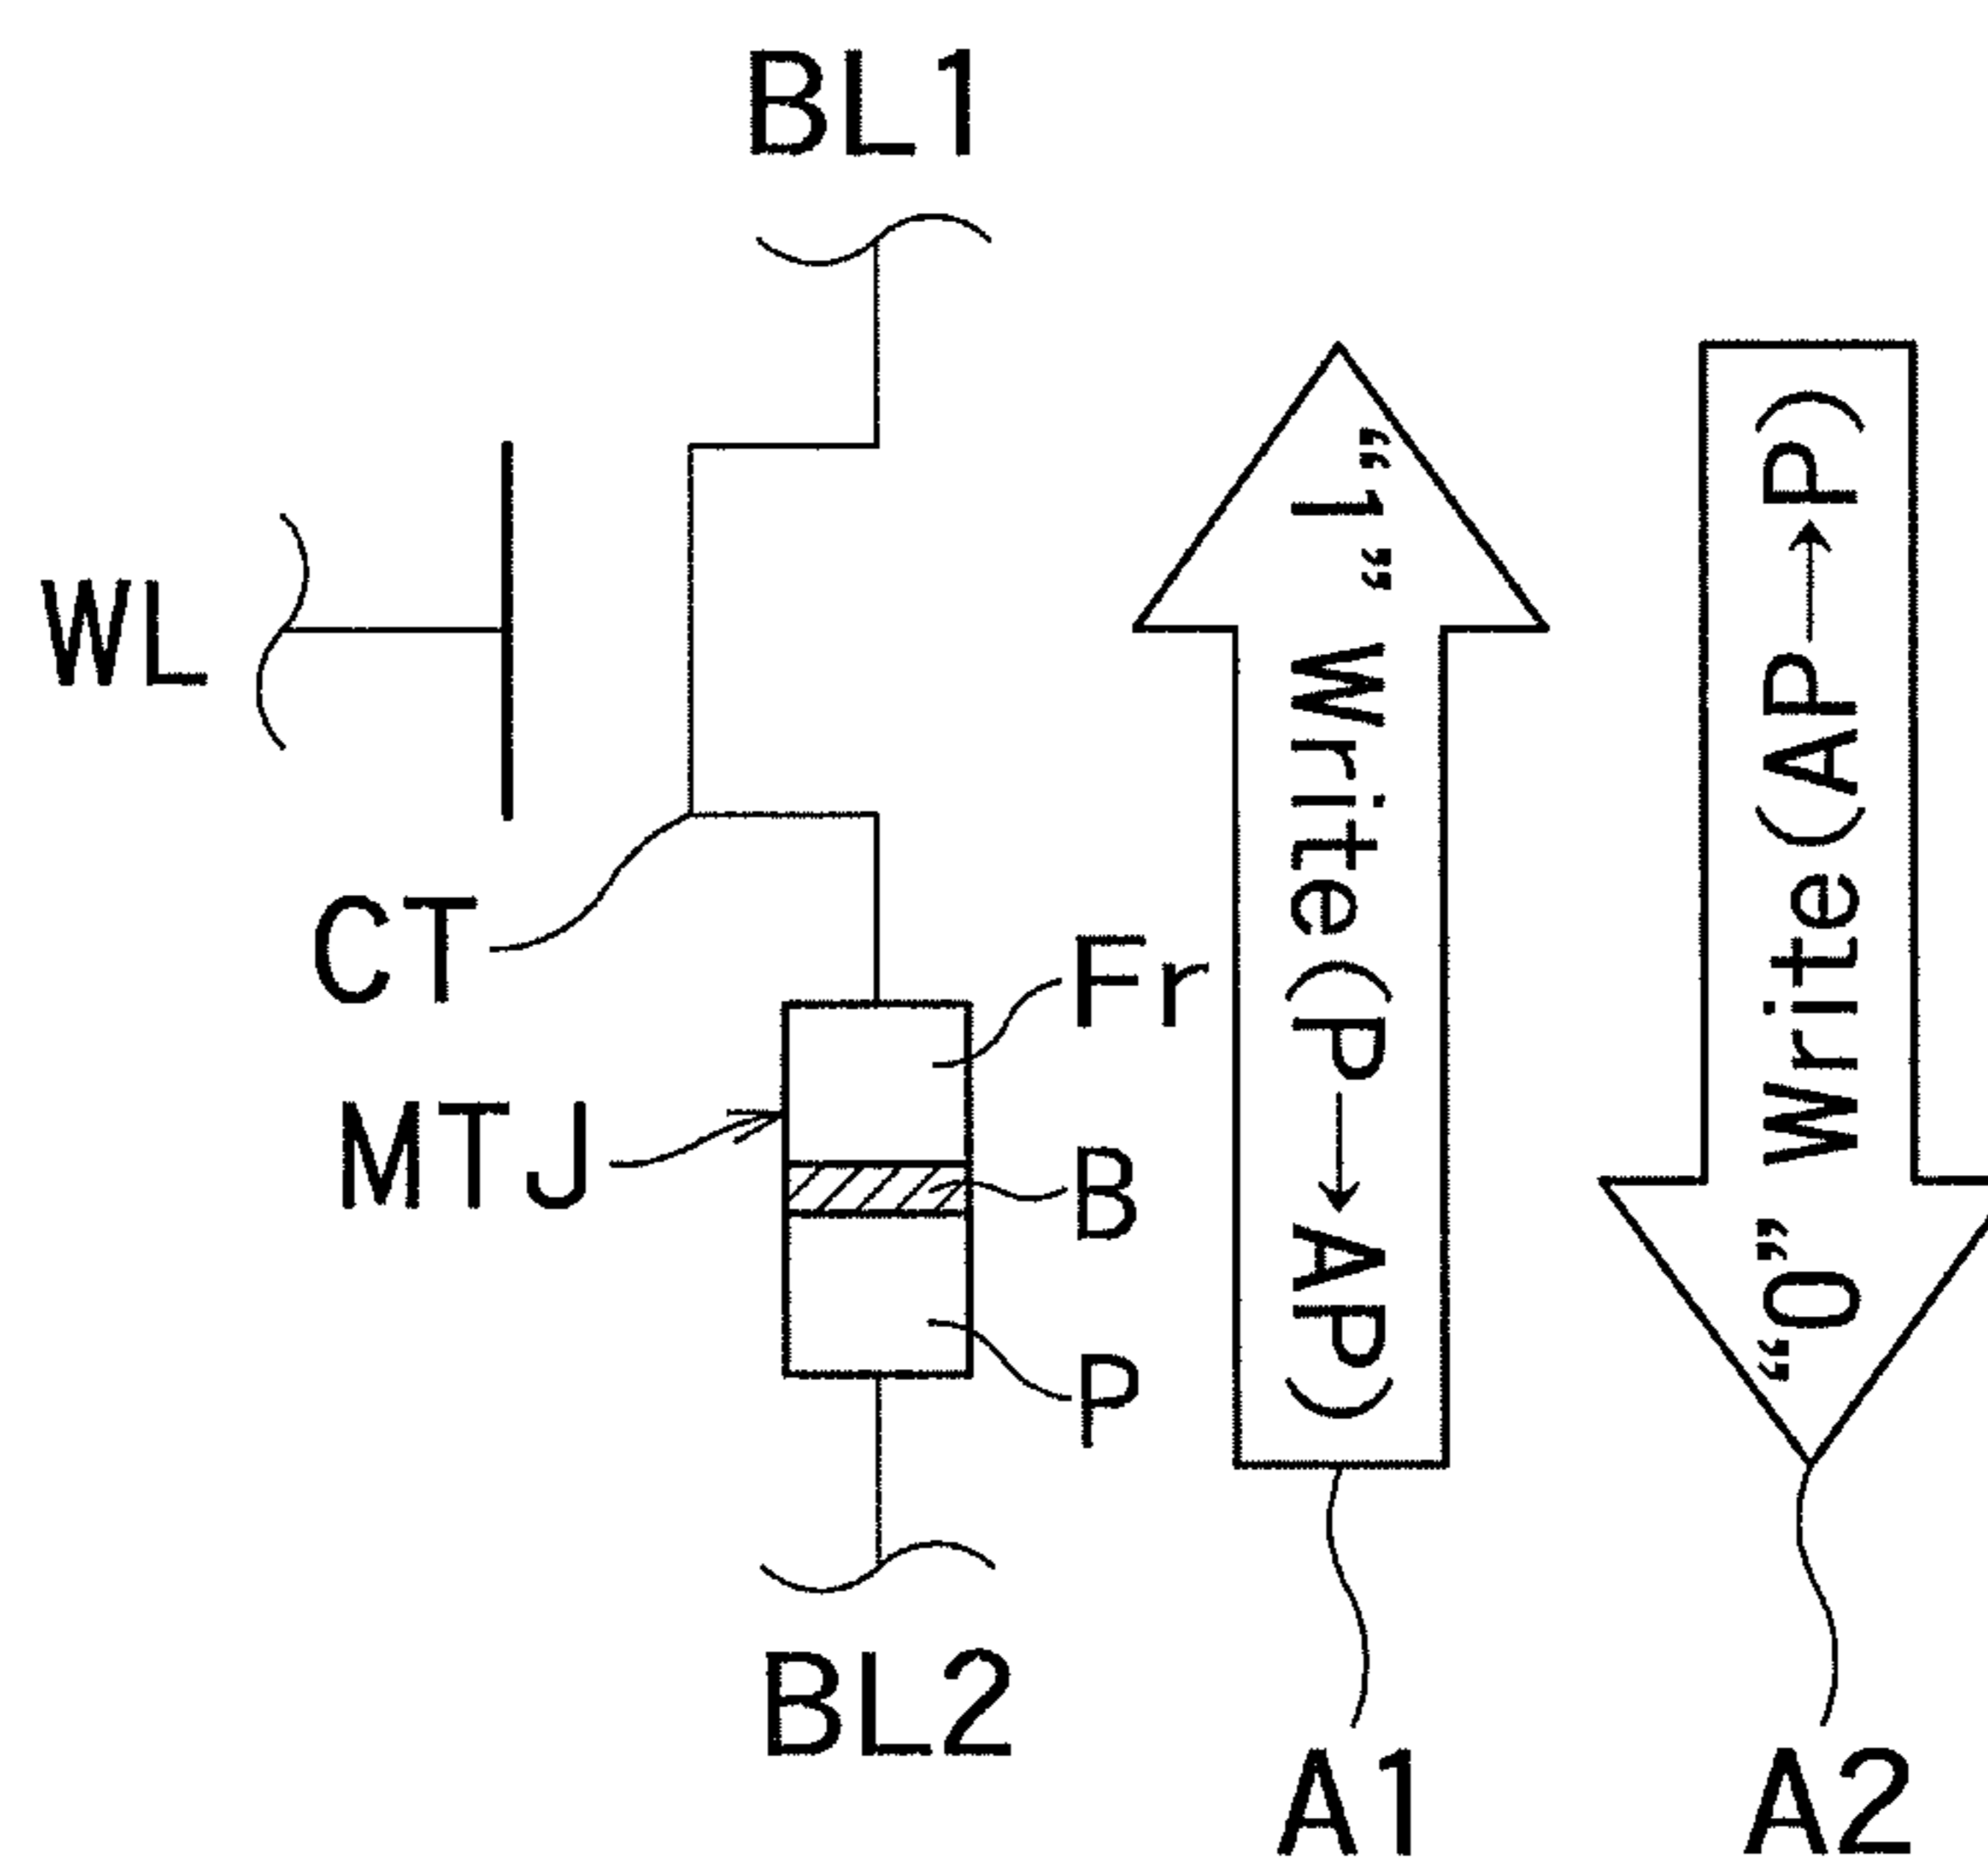 BL1
WL
CT
Fr
MTJ
B
P
BL2
“1” Write(P→AP)
“0” Write(AP→P)
A1
A2